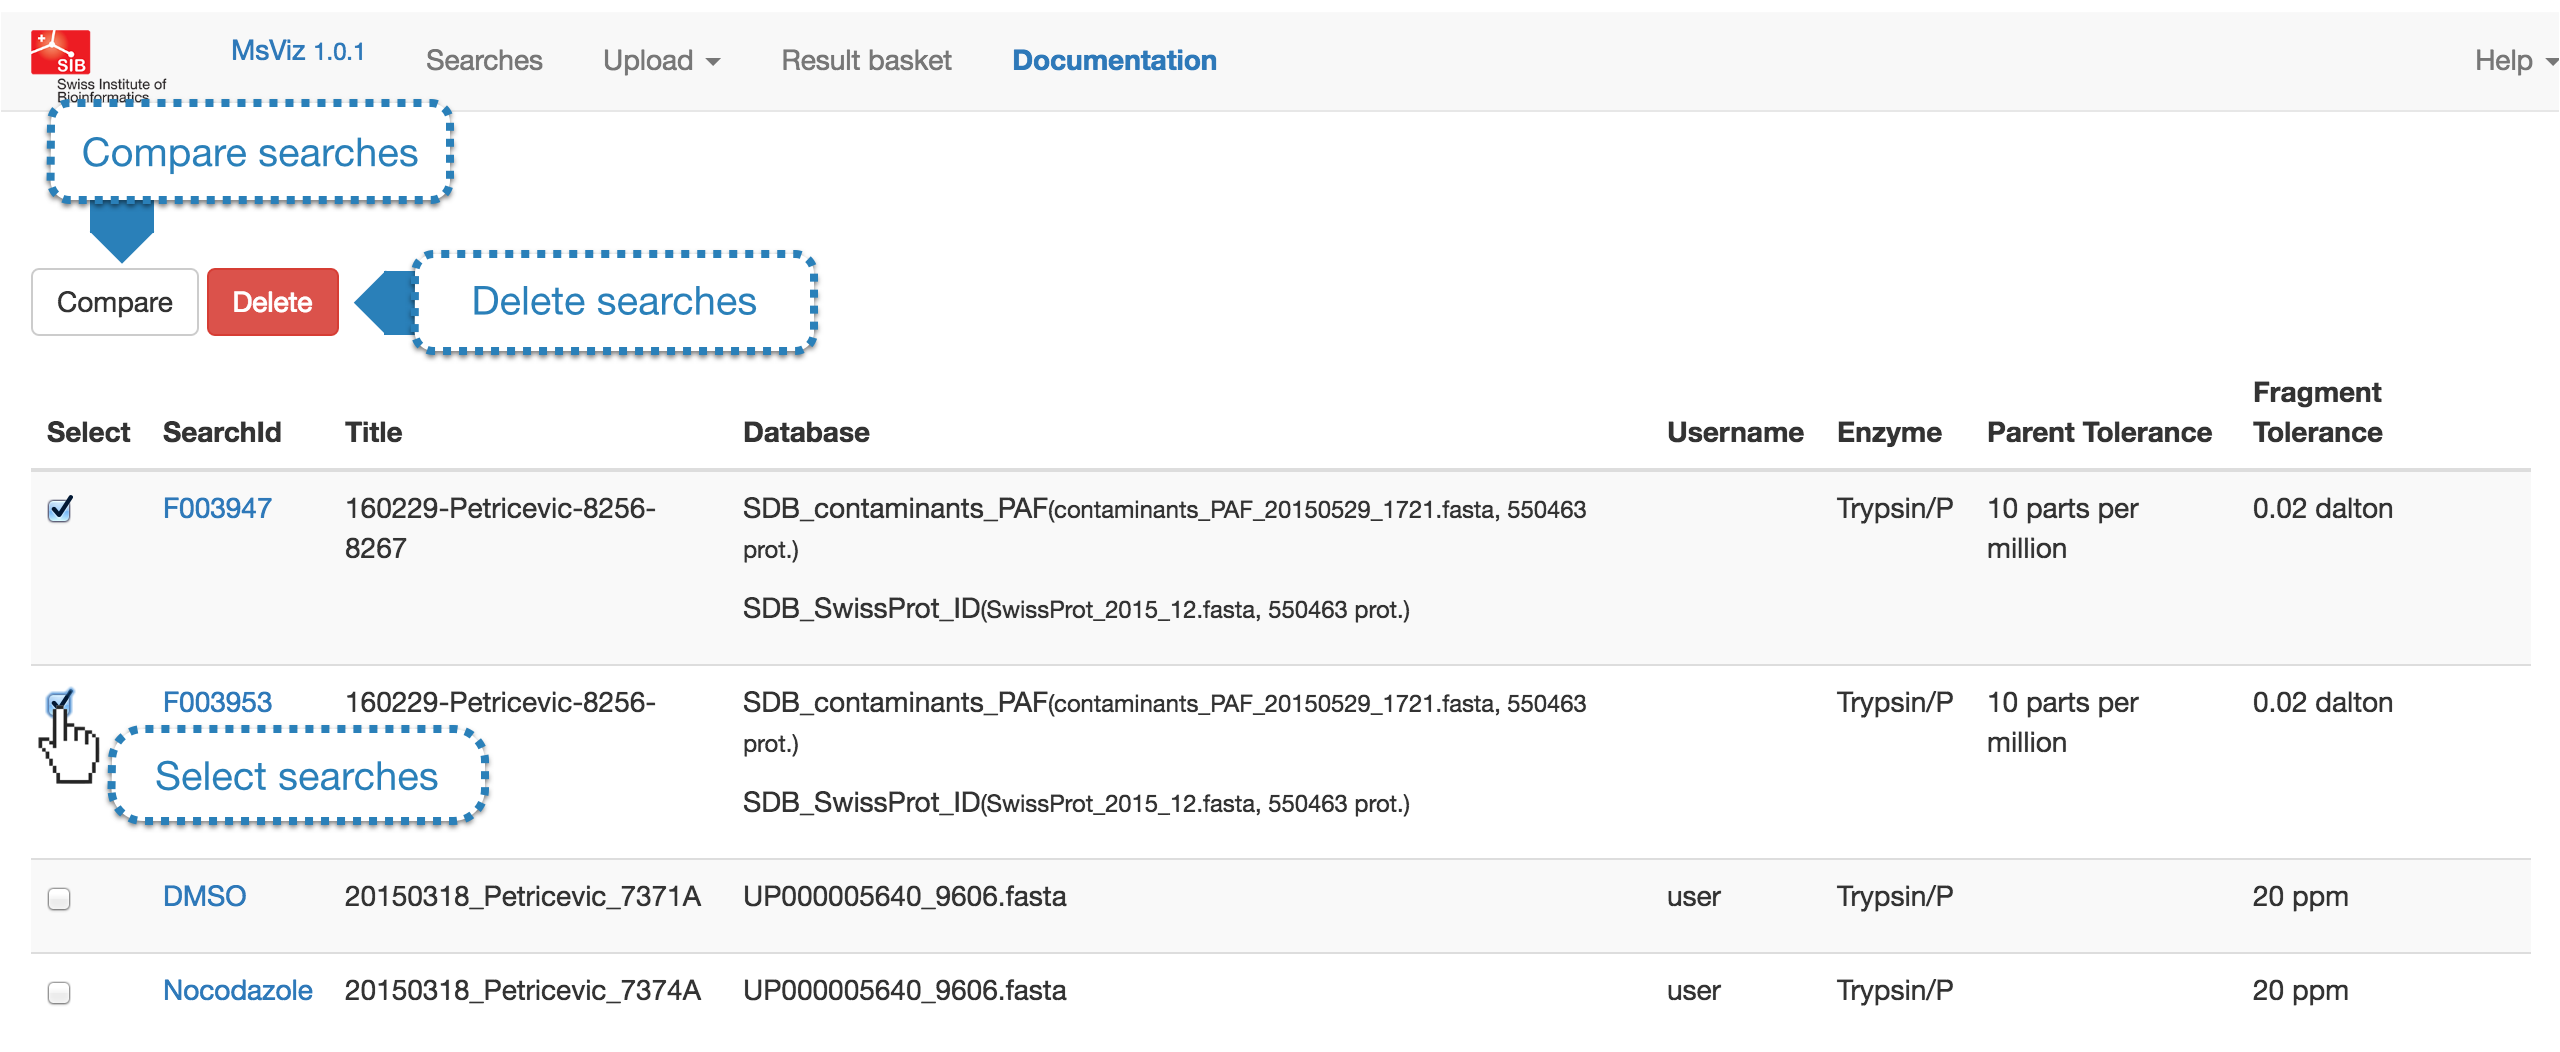 SIB
Swiss Institute of
Bioinformatics
MsViz 1.0.1
Searches
Upload
Result basket
Documentation
Help
Compare searches
Compare
Delete
Delete searches
Select
SearchId
Title
Database
Username
Enzyme
Parent Tolerance
Fragment
Tolerance
F003947
160229-Petricevic-8256-
8267
SDB_contaminants_PAF(contaminants_PAF_20150529_1721.fasta, 550463
prot.)
SDB_SwissProt_ID(SwissProt_2015_12.fasta, 550463 prot.)
Trypsin/P
10 parts per
million
0.02 dalton
F003953
160229-Petricevic-8256-
SDB_contaminants_PAF(contaminants_PAF_20150529_1721.fasta, 550463
prot.)
SDB_SwissProt_ID(SwissProt_2015_12.fasta, 550463 prot.)
Trypsin/P
10 parts per
million
0.02 dalton
Select searches
DMSO
20150318_Petricevic_7371A
UP000005640_9606.fasta
user
Trypsin/P
20 ppm
Nocodazole
20150318_Petricevic_7374A
UP000005640_9606.fasta
user
Trypsin/P
20 ppm